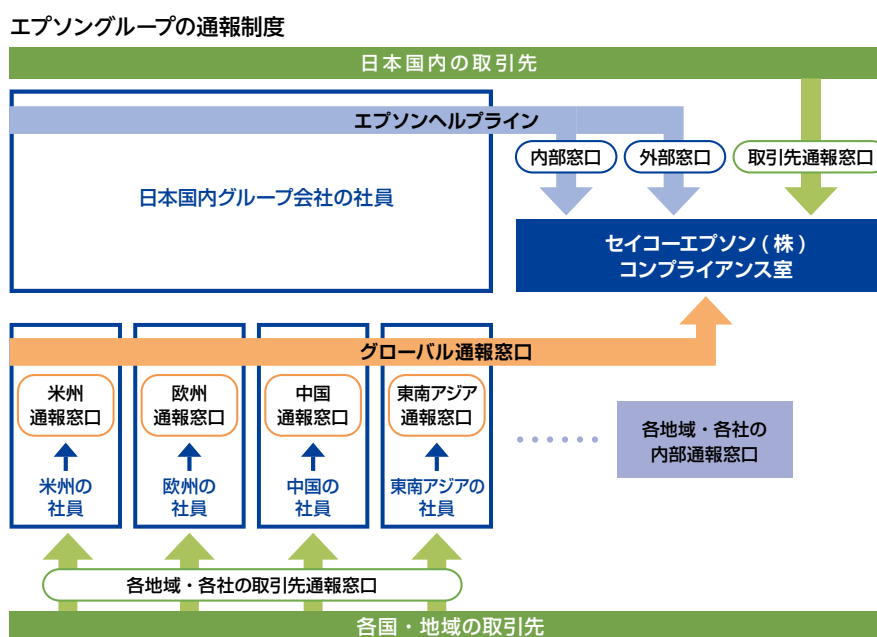 エプソングループの通報制度
日本国内の取引先
エプソンヘルプライン
内部窓口
外部窓口
取引先通報窓口
日本国内グループ会社の社員
セイコーエプソン(株)
コンプライアンス室
グローバル通報窓口
米州
通報窓口
欧州
通報窓口
中国
通報窓口
東南アジア
通報窓口
各地域・各社の
内部通報窓口
米州の
社員
欧州の
社員
中国の
社員
東南アジアの
社員
各地域・各社の取引先通報窓口
各国・地域の取引先